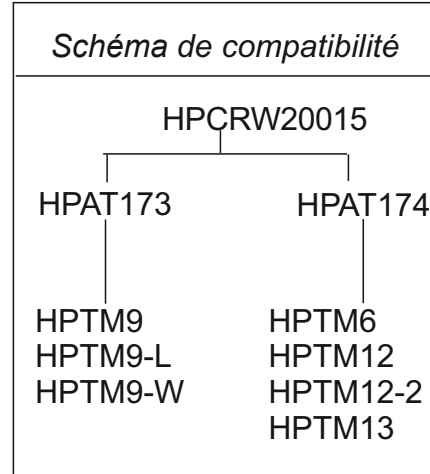 Schéma de compatibilité
HPCRW20015
HPAT173 HPAT174
HPTM9 HPTM6
HPTM9-L HPTM12
HPTM9-W HPTM12-2
HPTM13